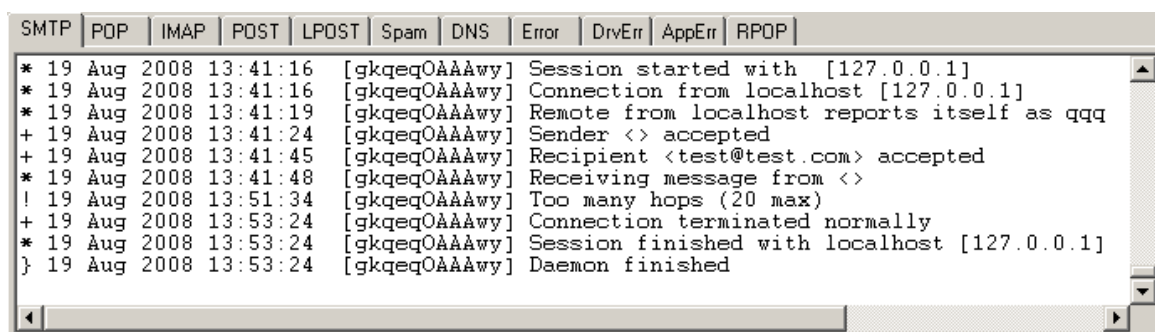 SMTP POP IMAP POST LPOST Spam DNS Error DrvErr AppErr RPOP
* 19 Aug 2008 13:41:16 [gkqeqOAAAwy] Session started with [127.0.0.1]
* 19 Aug 2008 13:41:16 [gkqeqOAAAwy] Connection from localhost [127.0.0.1]
* 19 Aug 2008 13:41:19 [gkqeqOAAAwy] Remote from localhost reports itself as qqq
+ 19 Aug 2008 13:41:24 [gkqeqOAAAwy] Sender <> accepted
+ 19 Aug 2008 13:41:45 [gkqeqOAAAwy] Recipient <test@test.com> accepted
* 19 Aug 2008 13:41:48 [gkqeqOAAAwy] Receiving message from <>
! 19 Aug 2008 13:51:34 [gkqeqOAAAwy] Too many hops (20 max)
+ 19 Aug 2008 13:53:24 [gkqeqOAAAwy] Connection terminated normally
* 19 Aug 2008 13:53:24 [gkqeqOAAAwy] Session finished with localhost [127.0.0.1]
} 19 Aug 2008 13:53:24 [gkqeqOAAAwy] Daemon finished